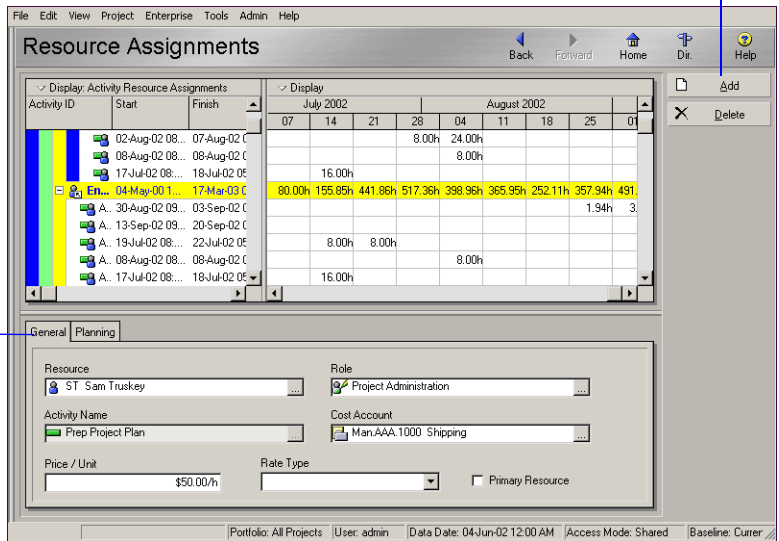 File Edit View Project Enterprise Tools Admin Help
Resource Assignments
Back Forward Home Dir. Help
Display: Activity Resource Assignments
Display
Add
Delete
Activity ID Start Finish
July 2002 August 2002
07 14 21 28 04 11 18 25 01
02-Aug-02 08... 07-Aug-02 0 8.00h 24.00h
08-Aug-02 08... 08-Aug-02 0 8.00h
17-Jul-02 08:... 18-Jul-02 05 16.00h
En... 04-May-00 1... 17-Mar-03 0 80.00h 155.85h 441.86h 517.36h 398.96h 365.95h 252.11h 357.94h 491.
A.. 30-Aug-02 09... 03-Sep-02 0 1.94h 3.
A.. 13-Sep-02 09... 20-Sep-02 0
A.. 19-Jul-02 08:... 22-Jul-02 05 8.00h 8.00h
A.. 08-Aug-02 08... 08-Aug-02 0 8.00h
A.. 17-Jul-02 08:... 18-Jul-02 05 16.00h
General Planning
Resource Role
ST Sam Truskey ... Project Administration ...
Activity Name Cost Account
Prep Project Plan ... Man.AAA.1000 Shipping ...
Price / Unit Rate Type
$50.00/h Primary Resource
Portfolio: All Projects User: admin Data Date: 04-Jun-02 12:00 AM Access Mode: Shared Baseline: Currer